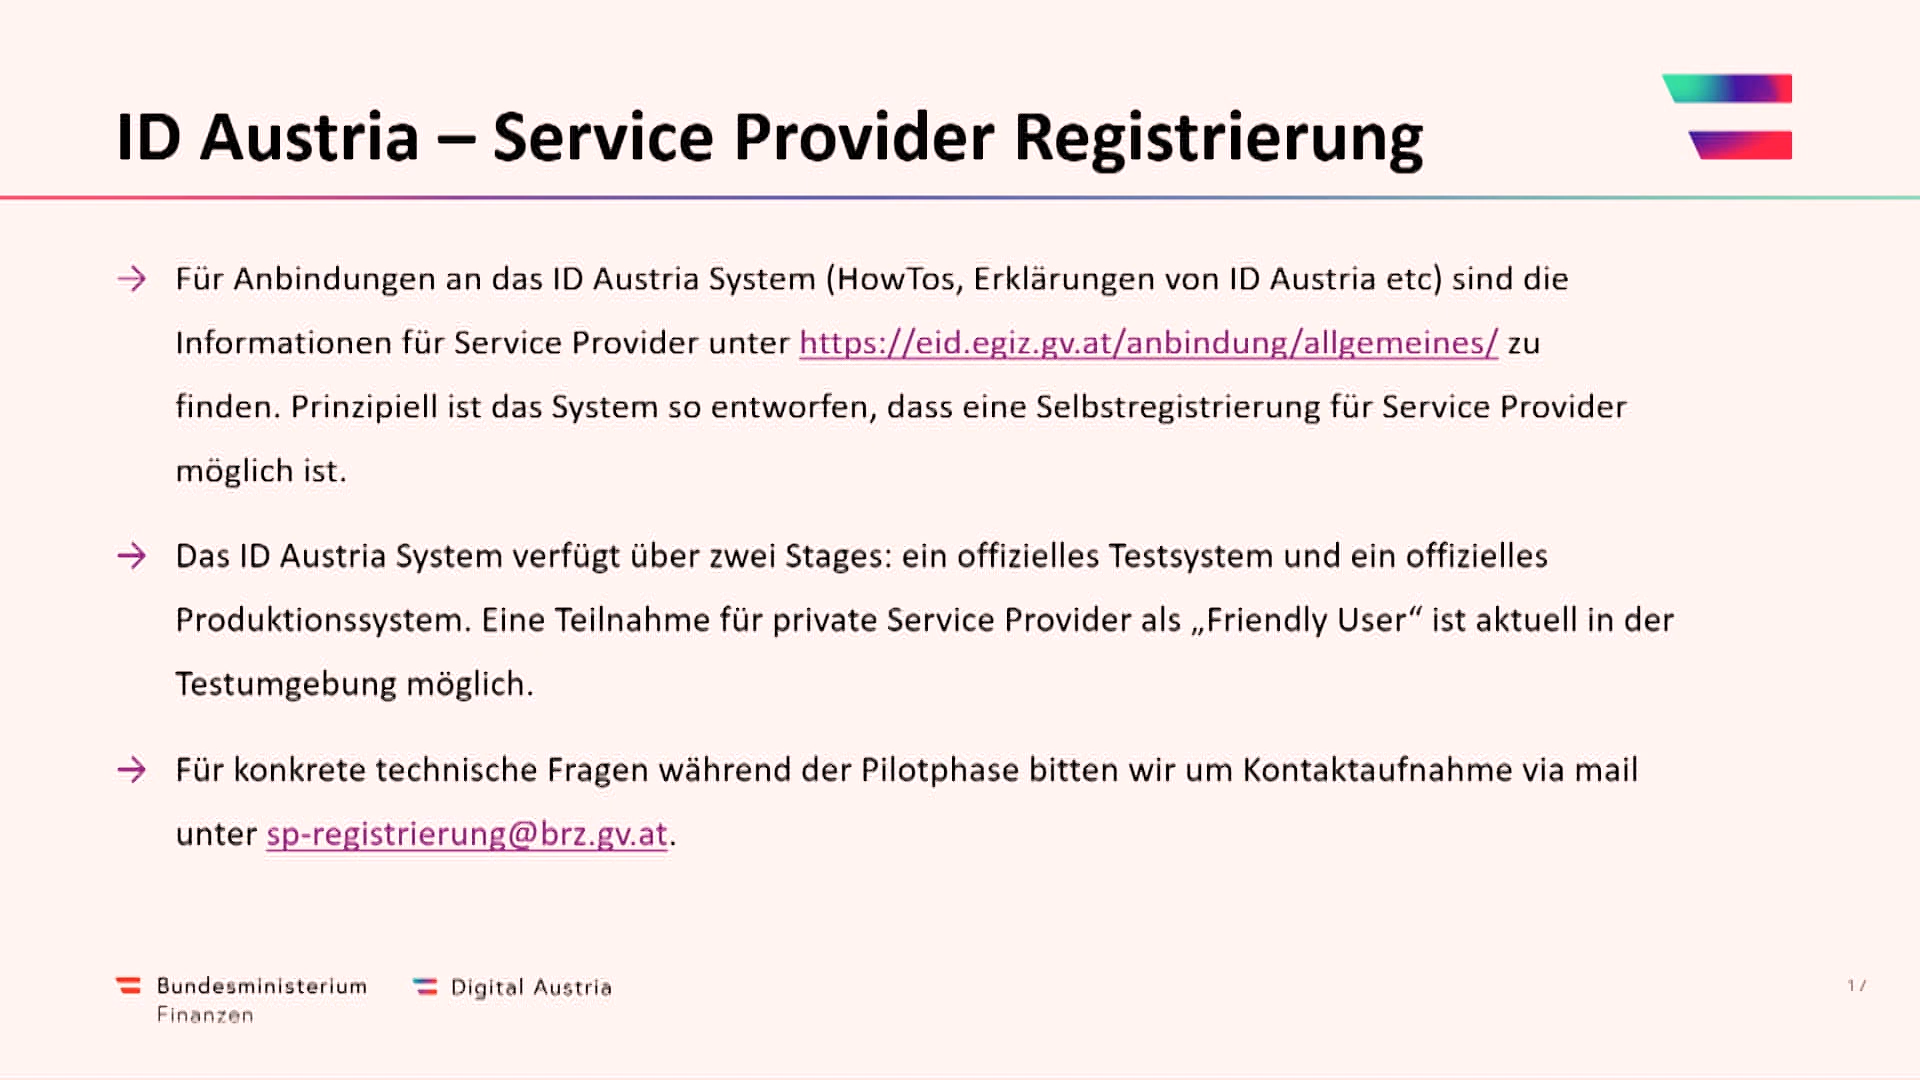 ID Austria – Service Provider Registrierung
→ Für Anbindungen an das ID Austria System (HowTos, Erklärungen von ID Austria etc) sind die
Informationen für Service Provider unter https://eid.egiz.gv.at/anbindung/allgemeines/ zu
finden. Prinzipiell ist das System so entworfen, dass eine Selbstregistrierung für Service Provider
möglich ist.
→ Das ID Austria System verfügt über zwei Stages: ein offizielles Testsystem und ein offizielles
Produktionssystem. Eine Teilnahme für private Service Provider als „Friendly User“ ist aktuell in der
Testumgebung möglich.
→ Für konkrete technische Fragen während der Pilotphase bitten wir um Kontaktaufnahme via mail
unter sp-registrierung@brz.gv.at.
Bundesministerium
Finanzen
Digital Austria